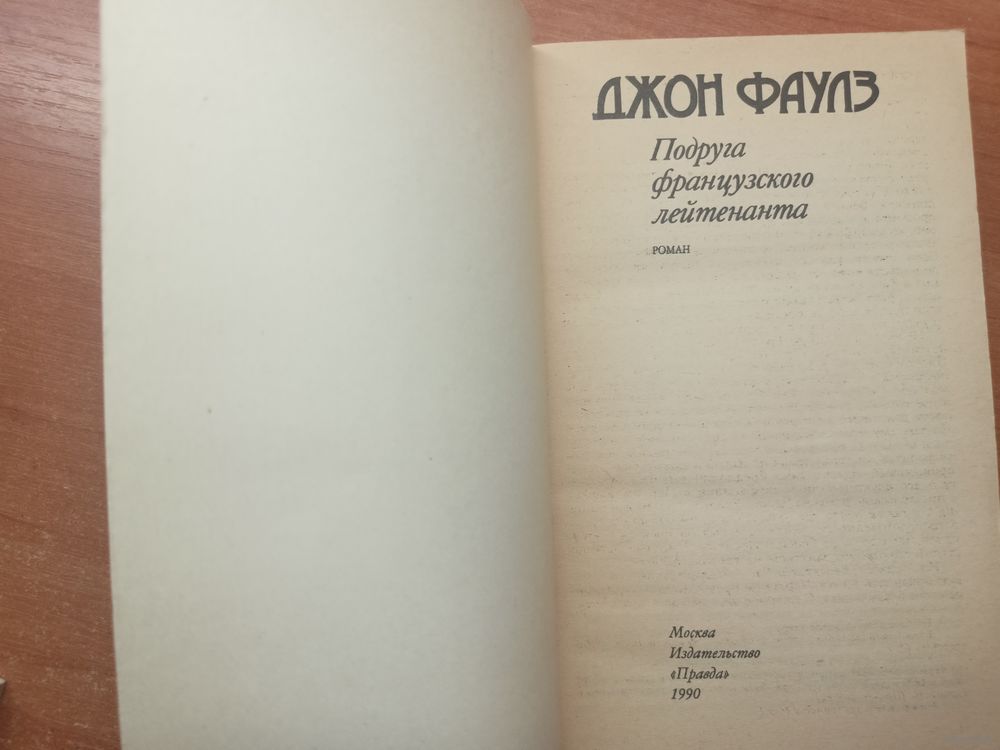 ДЖОН ФАУЛЗ
Подруга
французского
лейтенанта
РОМАН
Москва
Издательство
«Правда»
1990